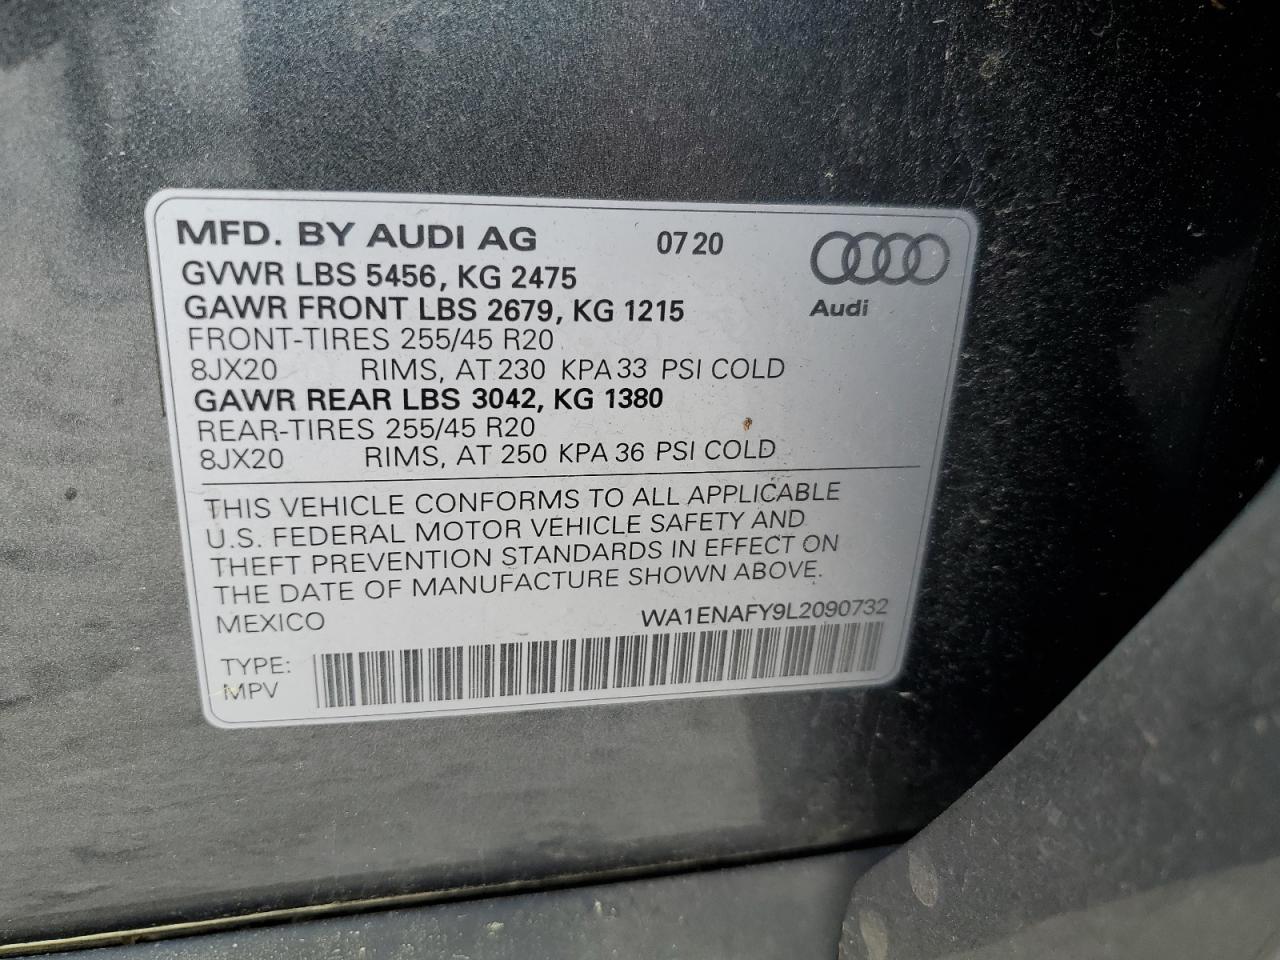 MFD. BY AUDI AG 07 20
GVWR LBS 5456, KG 2475
GAWR FRONT LBS 2679, KG 1215
Audi
FRONT-TIRES 255/45 R20
8JX20 RIMS, AT 230 KPA 33 PSI COLD
GAWR REAR LBS 3042, KG 1380
REAR-TIRES 255/45 R20
8JX20 RIMS, AT 250 KPA 36 PSI COLD
THIS VEHICLE CONFORMS TO ALL APPLICABLE
U.S. FEDERAL MOTOR VEHICLE SAFETY AND
THEFT PREVENTION STANDARDS IN EFFECT ON
THE DATE OF MANUFACTURE SHOWN ABOVE.
MEXICO WA1ENAFY9L2090732
TYPE:
MPV